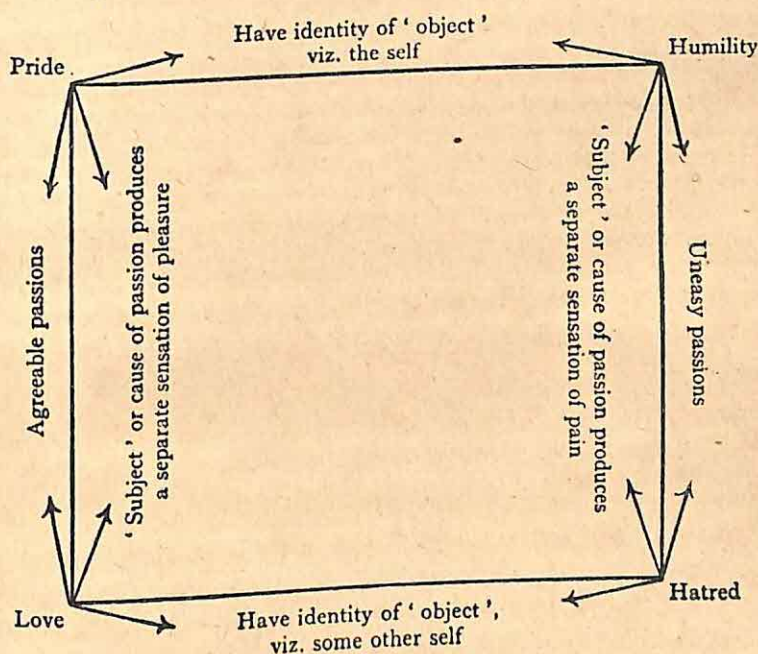 Have identity of ‘ object ’
viz. the self
Pride
Humility
Agreeable passions
‘ Subject ’ or cause of passion produces
a separate sensation of pleasure
‘ Subject ’ or cause of passion produces
a separate sensation of pain
Uneasy passions
Love
Hatred
Have identity of ‘ object ’,
viz. some other self